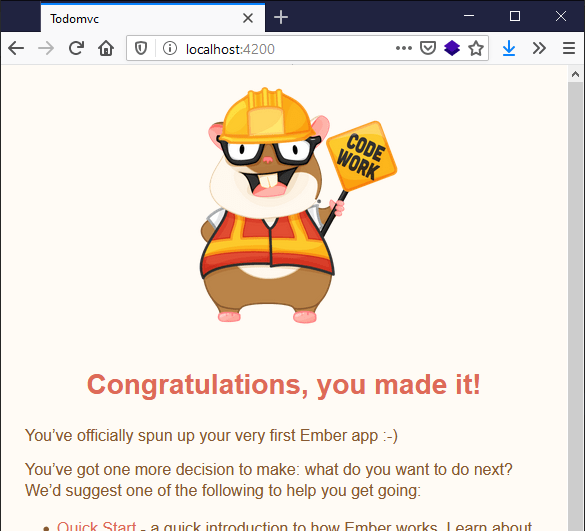 Todomvc
localhost:4200
CODE
WORK
Congratulations, you made it!
You’ve officially spun up your very first Ember app :-)
You’ve got one more decision to make: what do you want to do next?
We’d suggest one of the following to help you get going:
• Quick Start - a quick introduction to how Ember works. Learn about